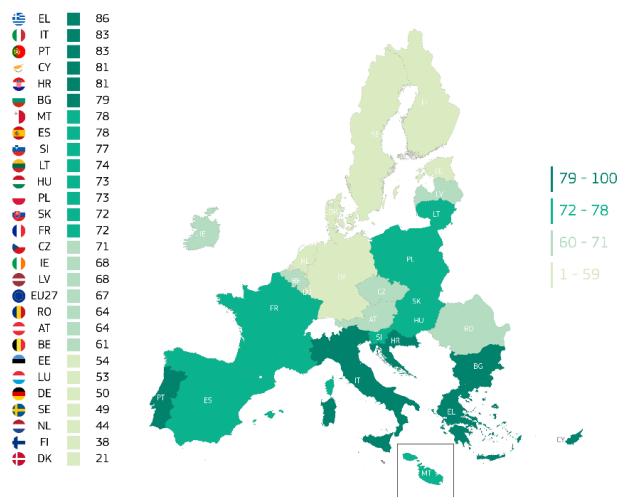 EL 86
IT 83
PT 83
CY 81
HR 81
BG 79
MT 78
ES 78
SI 77
LT 74
HU 73
PL 73
SK 72
FR 72
CZ 71
IE 68
LV 68
EU27 67
RO 64
AT 64
BE 61
EE 54
LU 53
DE 50
SE 49
NL 44
FI 38
DK 21
79 - 100
72 - 78
60 - 71
1 - 59
FI
SE
EE
LV
LT
DK
IE
NL
BE
DE
LU
PL
CZ
SK
AT
HU
FR
SI
HR
RO
BG
IT
PT
ES
EL
CY
MT